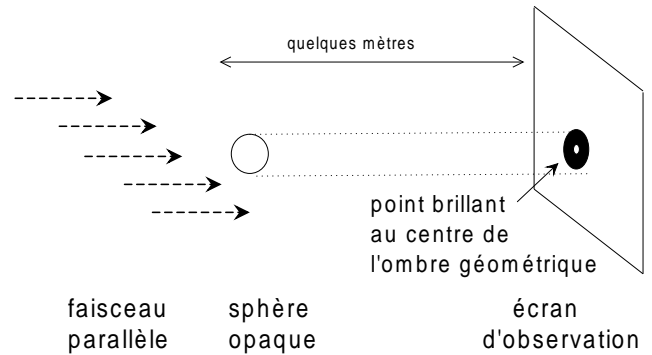 quelques mètres
point brillant
au centre de
l'ombre géométrique
faisceau
parallèle
sphère
opaque
écran
d'observation